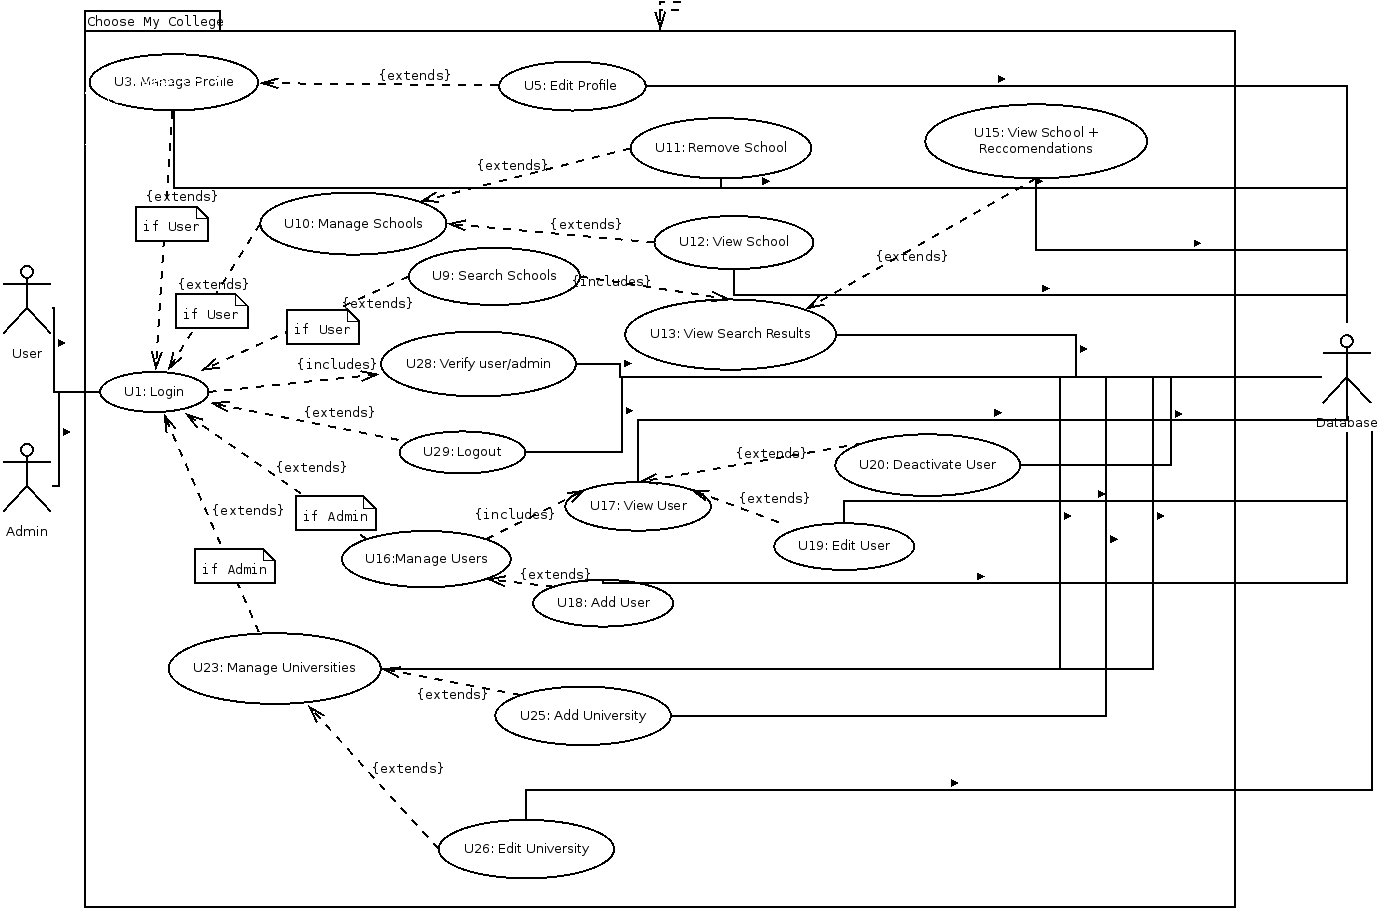 Choose My College
U3. Manage Profile
{extends}
U5: Edit Profile
U15: View School +
Reccomendations
U11: Remove School
{extends}
{extends}
if User
U10: Manage Schools
{extends}
U12: View School
{extends}
U9: Search Schools
{includes}
{extends}
if User
{extends}
if User
U13: View Search Results
User
{includes}
U28: Verify user/admin
U1: Login
{extends}
Database
U29: Logout
{extends}
U20: Deactivate User
{extends}
if Admin
{extends}
U17: View User
{extends}
{includes}
Admin
U19: Edit User
if Admin
U16:Manage Users
{extends}
U18: Add User
U23: Manage Universities
{extends}
U25: Add University
{extends}
U26: Edit University